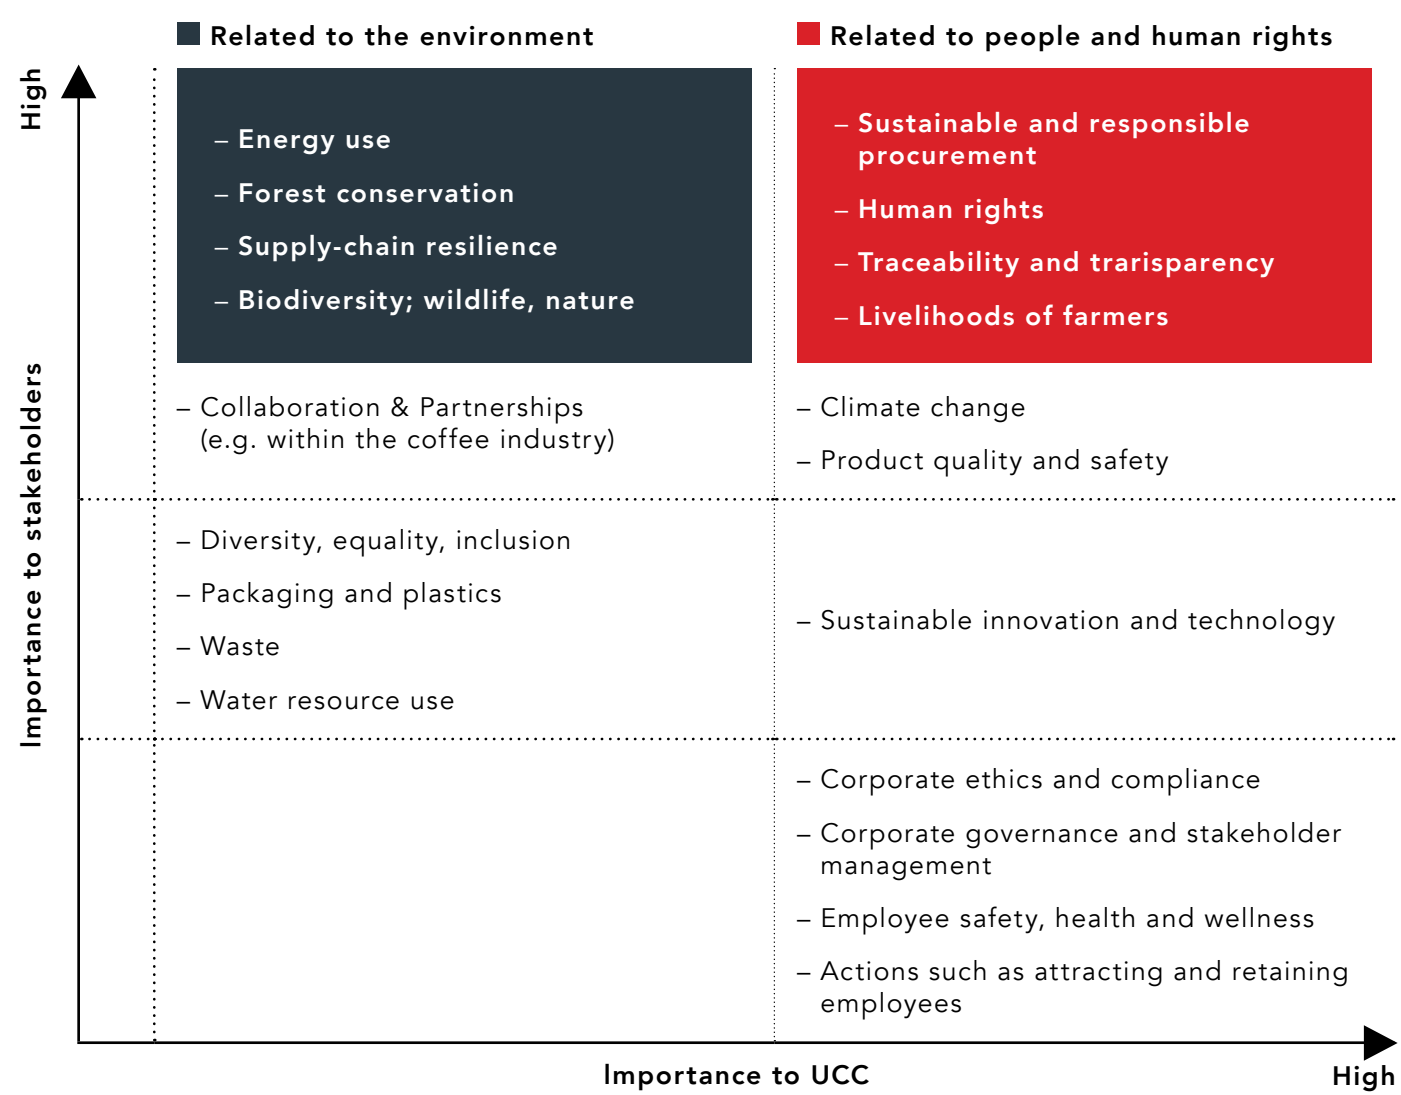 Related to the environment
Related to people and human rights
High
Importance to stakeholders
– Energy use
– Forest conservation
– Supply-chain resilience
– Biodiversity; wildlife, nature
– Sustainable and responsible
procurement
– Human rights
– Traceability and trarisparency
– Livelihoods of farmers
– Collaboration & Partnerships
(e.g. within the coffee industry)
– Climate change
– Product quality and safety
– Diversity, equality, inclusion
– Packaging and plastics
– Waste
– Water resource use
– Sustainable innovation and technology
– Corporate ethics and compliance
– Corporate governance and stakeholder
management
– Employee safety, health and wellness
– Actions such as attracting and retaining
employees
Importance to UCC
High